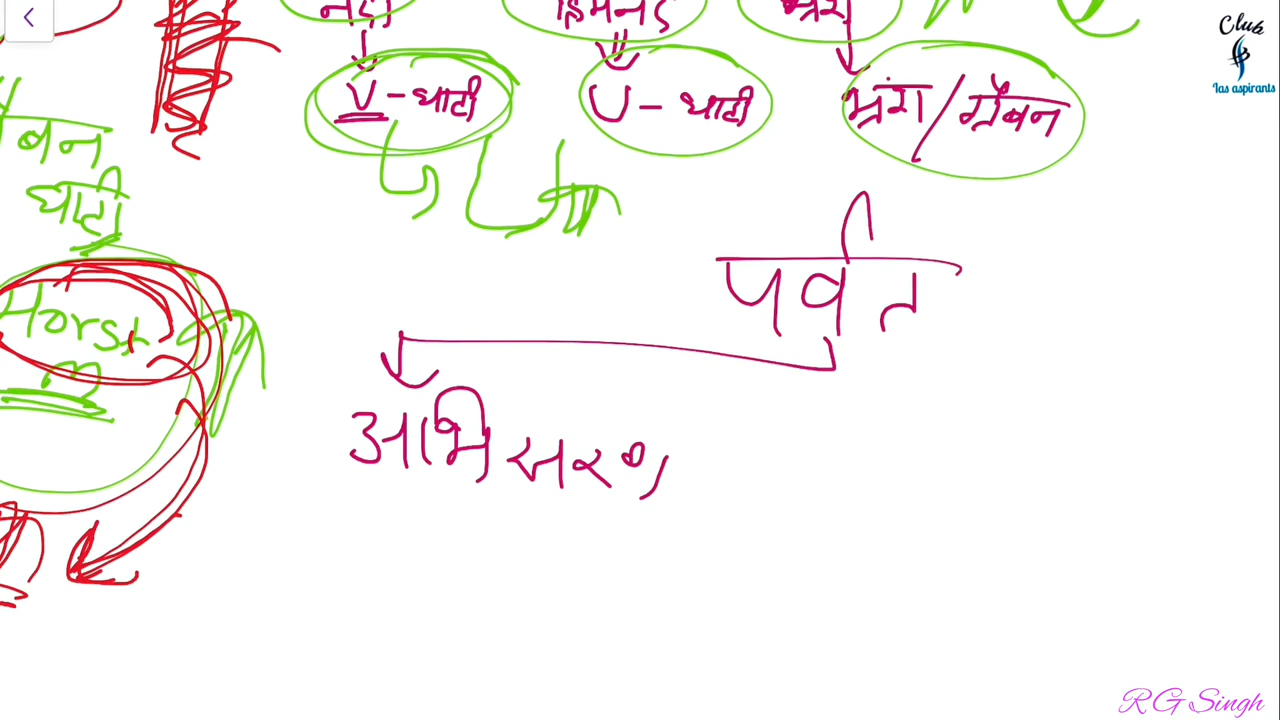 नदी हिमनद भ्रंश
V - घाटी U - घाटी भ्रंश / ग्रैबन
Club
Ias aspirants
घाटी
Horst
पर्वत
अभिसरण
RG Singh